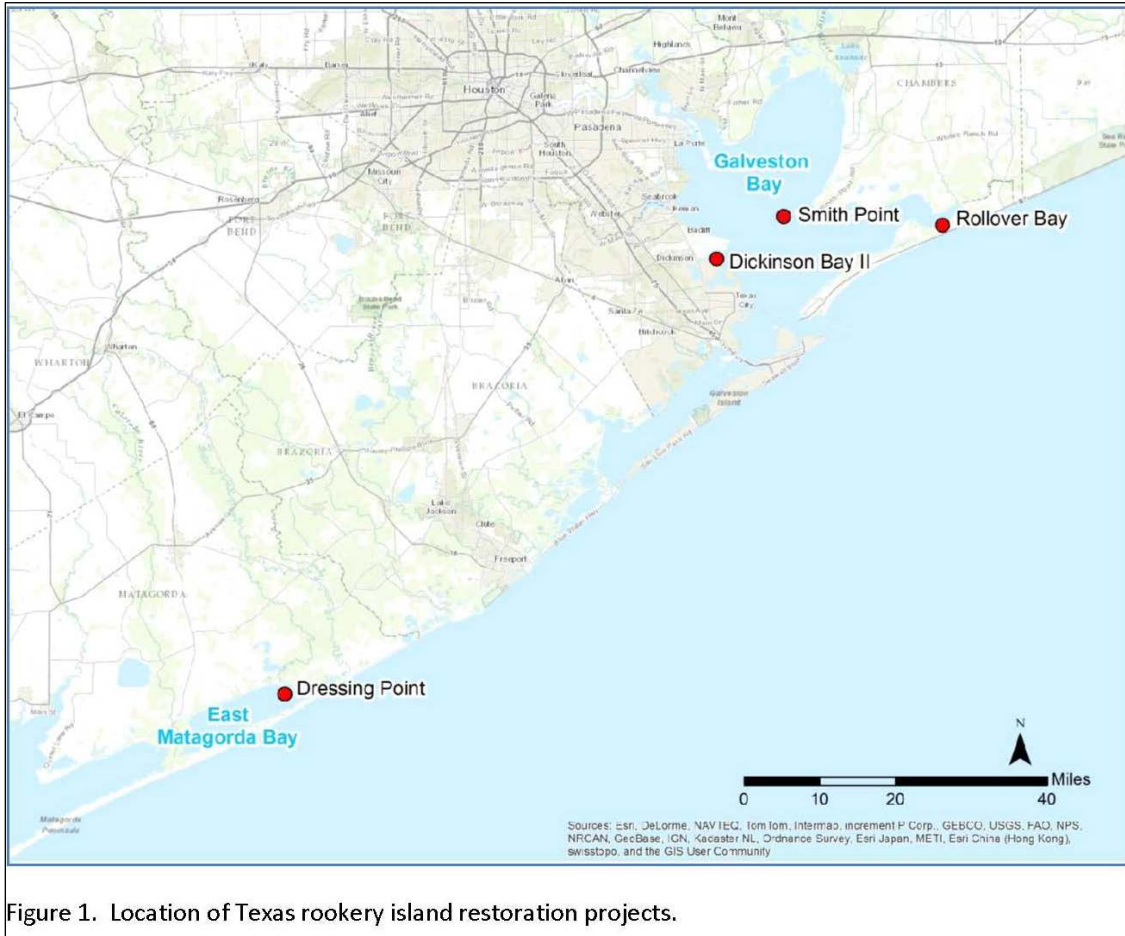 Mont
Belvieu
Highlands
CHAMBERS
Katy
Houston
Galena
Park
Cloverleaf
Channelview
Alief
Pasadena
La Porte
South
Houston
Missouri
City
Galveston
Bay
Seabrook
Rosenberg
FORT
BEND
Webster
Smith Point
Rollover Bay
Bacliff
Dickinson
Dickinson Bay II
Alvin
Texas
City
Hitchcock
Wharton
WHARTON
El Campo
BRAZORIA
Galveston
Island
BRAZORIA
Lake
Jackson
Clute
Freeport
MATAGORDA
Dressing Point
East
Matagorda Bay
N
Miles
0 10 20 40
Matagorda
Peninsula
Sources: Esri, DeLorme, NAVTEQ, TomTom, Intermap, increment P Corp., GEBCO, USGS, FAO, NPS,
NRCAN, GeoBase, IGN, Kadaster NL, Ordnance Survey, Esri Japan, METI, Esri China (Hong Kong),
swisstopo, and the GIS User Community
Figure 1. Location of Texas rookery island restoration projects.